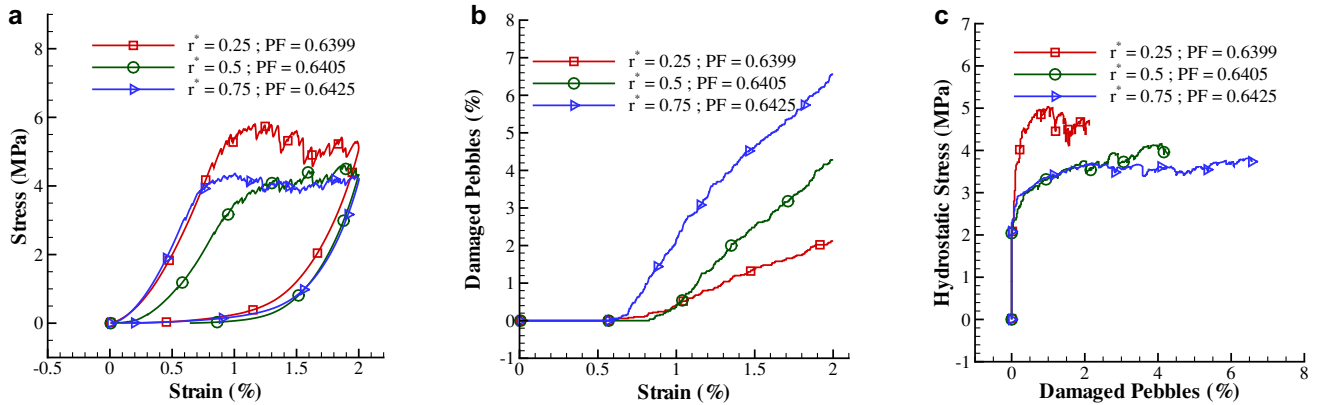 a
r* = 0.25 ; PF = 0.6399
r* = 0.5 ; PF = 0.6405
r* = 0.75 ; PF = 0.6425
8
6
4
2
0
-0.5
0
0.5
1
1.5
2
Stress (MPa)
Strain (%)
b
r* = 0.25 ; PF = 0.6399
r* = 0.5 ; PF = 0.6405
r* = 0.75 ; PF = 0.6425
8
7
6
5
4
3
2
1
0
-1
0
0.5
1
1.5
2
Damaged Pebbles (%)
Strain (%)
c
r* = 0.25 ; PF = 0.6399
r* = 0.5 ; PF = 0.6405
r* = 0.75 ; PF = 0.6425
7
6
5
4
3
2
1
0
-1
0
2
4
6
8
Hydrostatic Stress (MPa)
Damaged Pebbles (%)